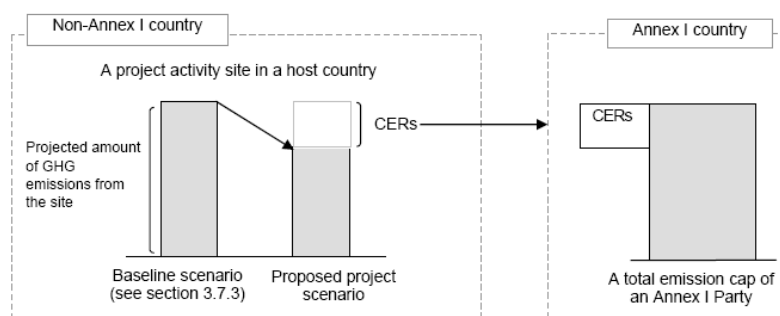 Non-Annex I country
Annex I country
A project activity site in a host country
CERs
CERs
Projected amount
of GHG
emissions from
the site
Baseline scenario
(see section 3.7.3)
Proposed project
scenario
A total emission cap of
an Annex I Party